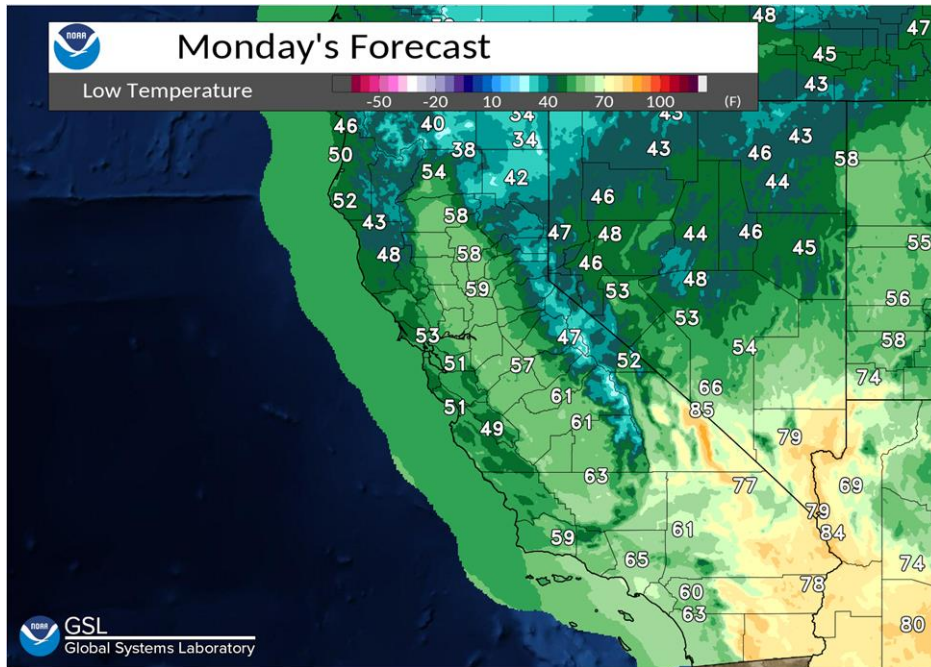 48
47
NOAA
Monday's Forecast
45
Low Temperature
-50 -20 10 40 70 100 (F)
43
46 40 34 43
50 38 34 43 46 43 58
54 42 44
52 43 58 46
48 58 47 48 44 46 45 55
46 48
59 53 56
53 47 53 58
51 57 52 54 74
51 61 66
49 61 85 79
63 77 69
59 61 79 84
65 74
60 78
63 80
NOAA
GSL
Global Systems Laboratory